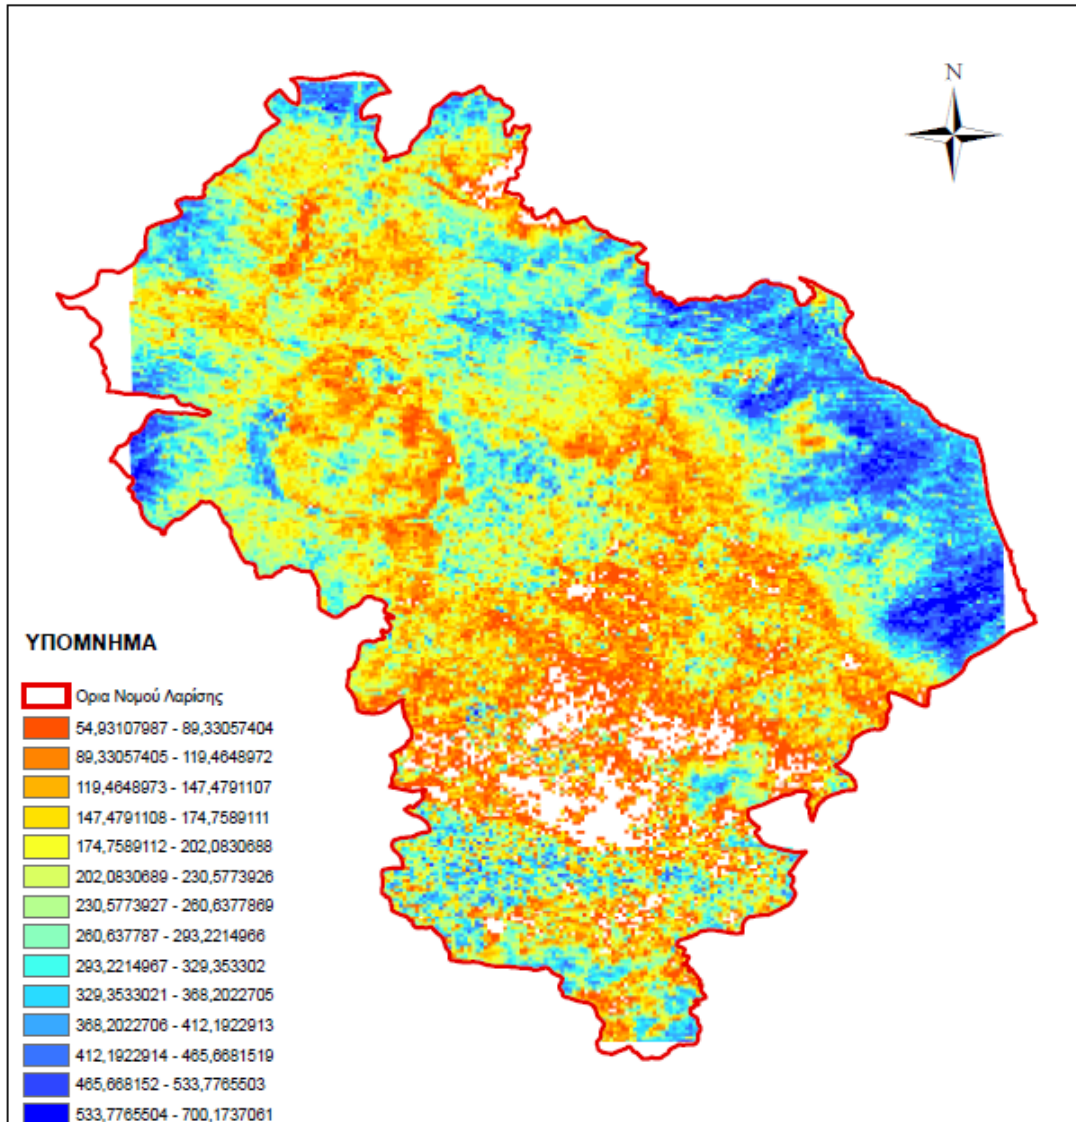 N
ΥΠΟΜΝΗΜΑ
Ορια Νομού Λαρίσης
54,93107987 - 89,33057404
89,33057405 - 119,4648972
119,4648973 - 147,4791107
147,4791108 - 174,7589111
174,7589112 - 202,0830688
202,0830689 - 230,5773926
230,5773927 - 260,6377869
260,637787 - 293,2214966
293,2214967 - 329,353302
329,3533021 - 368,2022705
368,2022706 - 412,1922913
412,1922914 - 465,6681519
465,668152 - 533,7765503
533,7765504 - 700,1737061